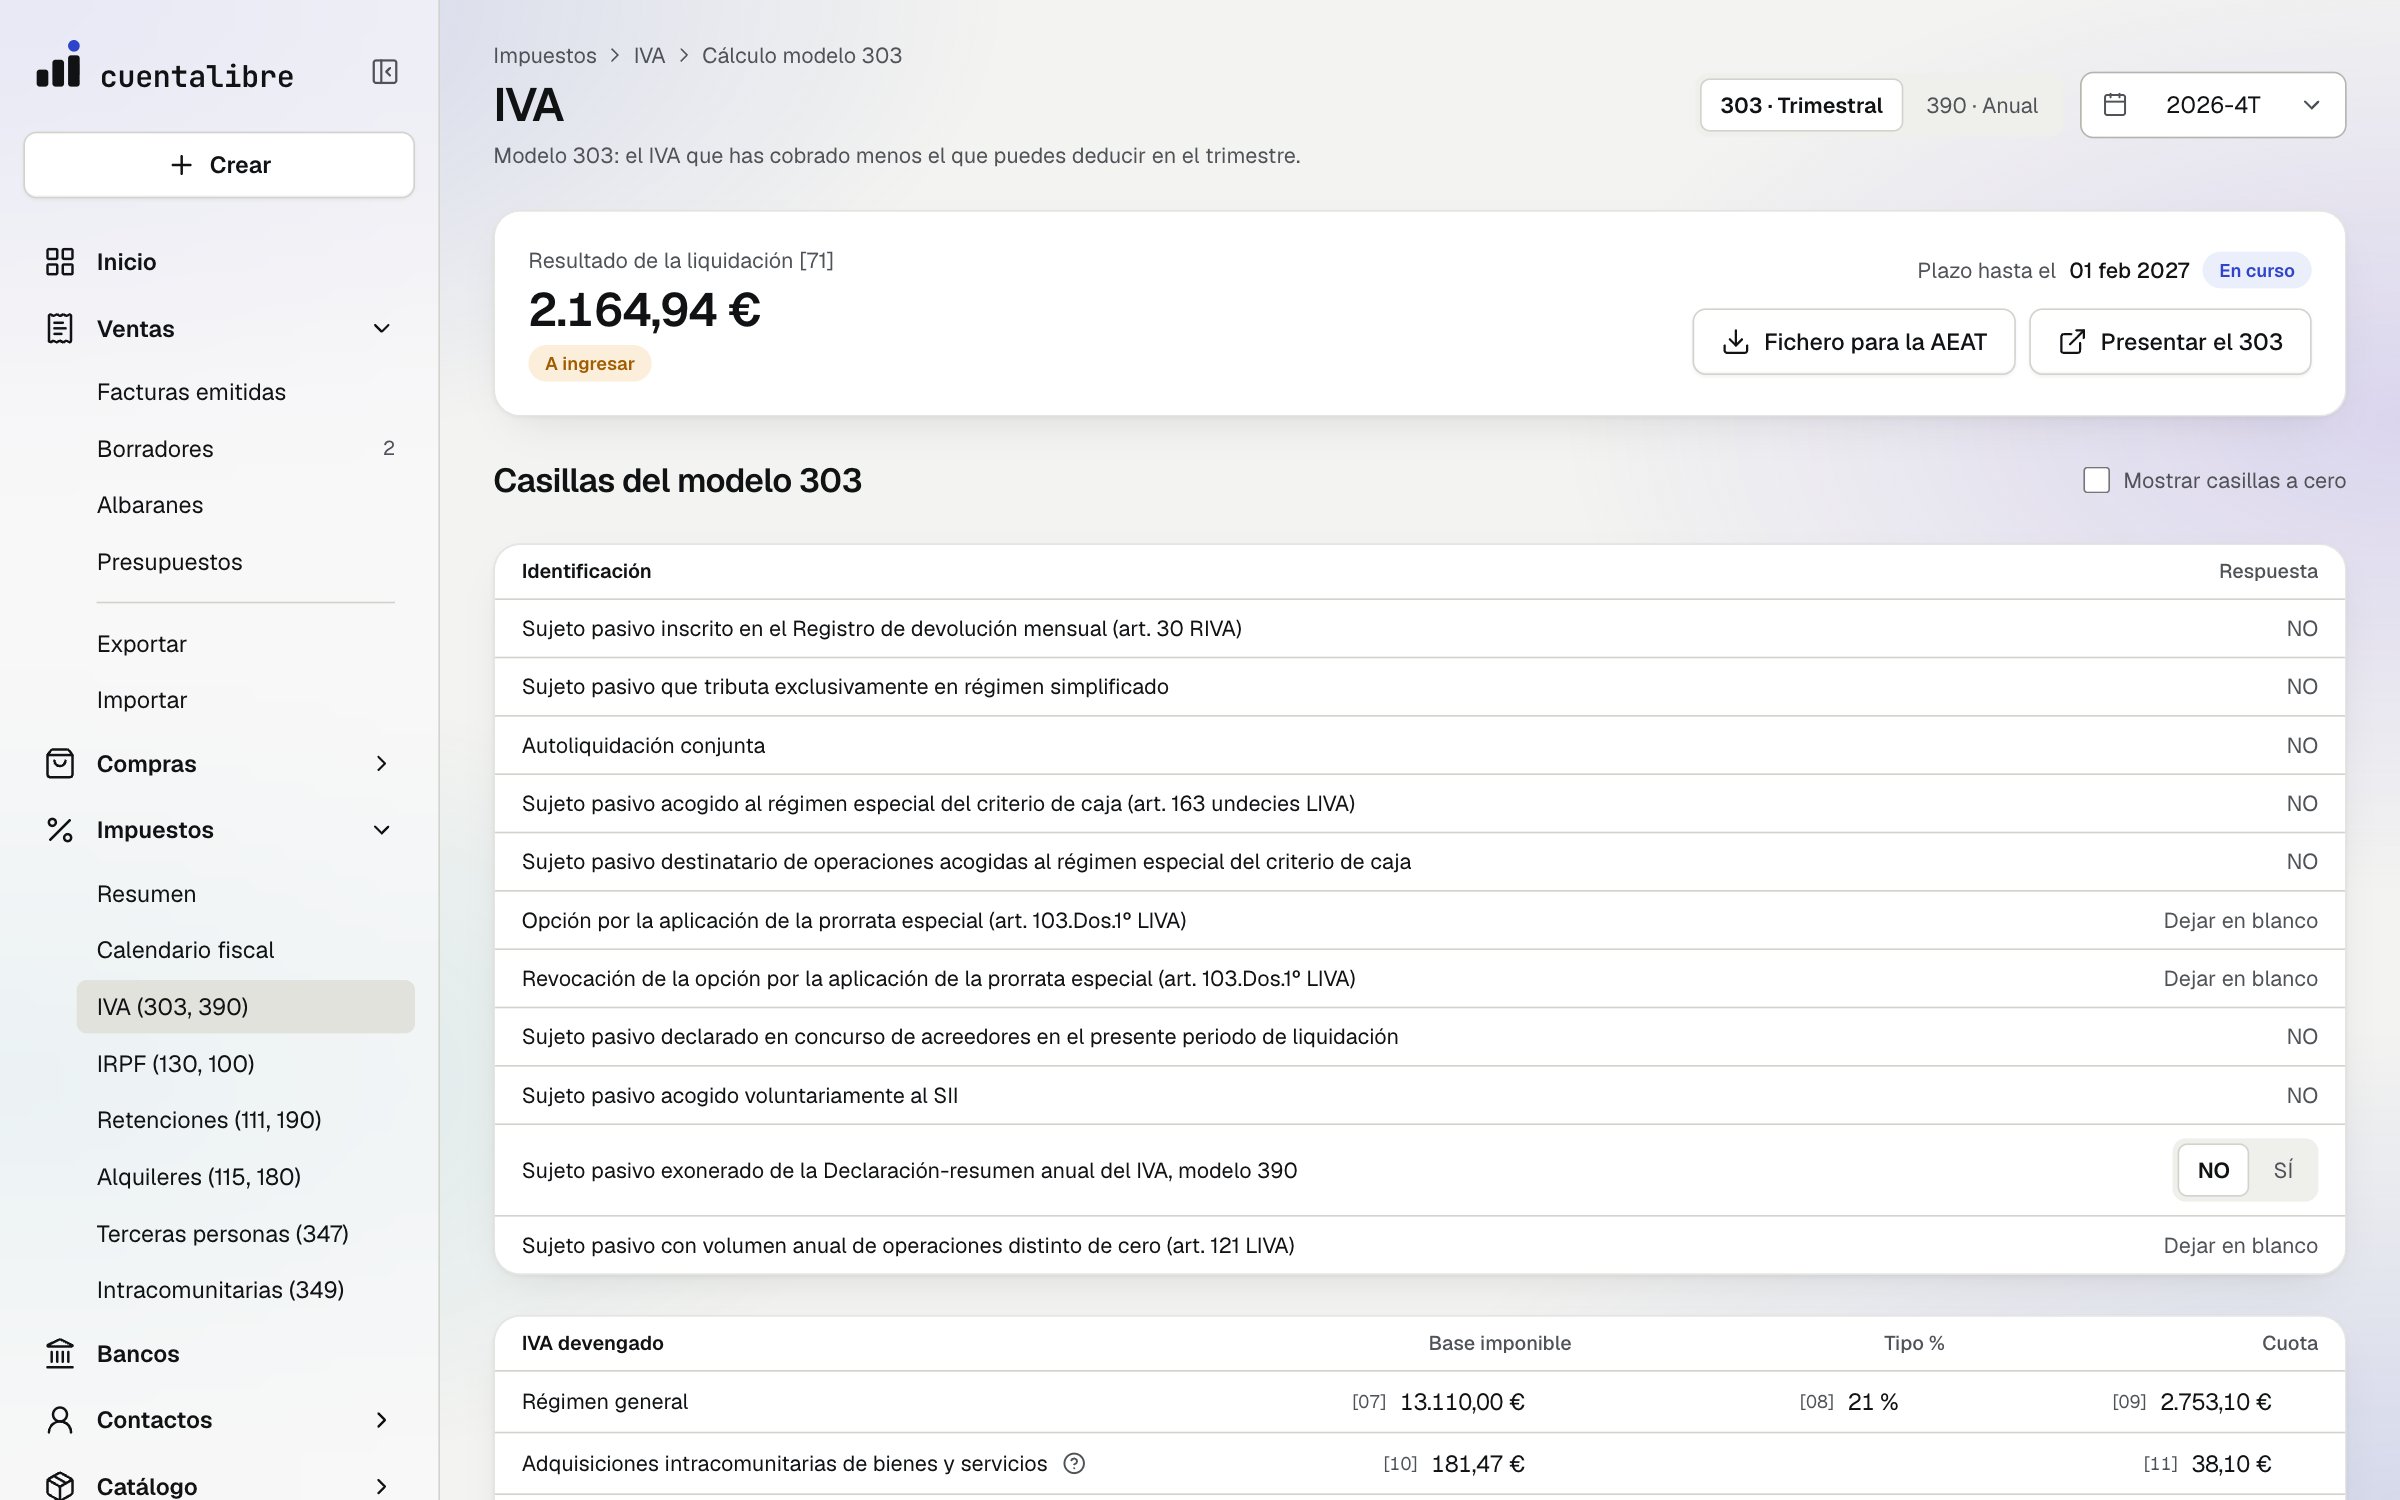 cuentalibre
Crear
Inicio
Ventas
Facturas emitidas
Borradores 2
Albaranes
Presupuestos
Exportar
Importar
Compras
Impuestos
Resumen
Calendario fiscal
IVA (303, 390)
IRPF (130, 100)
Retenciones (111, 190)
Alquileres (115, 180)
Terceras personas (347)
Intracomunitarias (349)
Bancos
Contactos
Catálogo
Impuestos > IVA > Cálculo modelo 303
IVA
Modelo 303: el IVA que has cobrado menos el que puedes deducir en el trimestre.
303 · Trimestral 390 · Anual 2026-4T
Resultado de la liquidación [71]
2.164,94 €
A ingresar
Plazo hasta el 01 feb 2027 En curso
Fichero para la AEAT Presentar el 303
Casillas del modelo 303 Mostrar casillas a cero
Identificación Respuesta
Sujeto pasivo inscrito en el Registro de devolución mensual (art. 30 RIVA) NO
Sujeto pasivo que tributa exclusivamente en régimen simplificado NO
Autoliquidación conjunta NO
Sujeto pasivo acogido al régimen especial del criterio de caja (art. 163 undecies LIVA) NO
Sujeto pasivo destinatario de operaciones acogidas al régimen especial del criterio de caja NO
Opción por la aplicación de la prorrata especial (art. 103.Dos.1º LIVA) Dejar en blanco
Revocación de la opción por la aplicación de la prorrata especial (art. 103.Dos.1º LIVA) Dejar en blanco
Sujeto pasivo declarado en concurso de acreedores en el presente periodo de liquidación NO
Sujeto pasivo acogido voluntariamente al SII NO
Sujeto pasivo exonerado de la Declaración-resumen anual del IVA, modelo 390 NO SÍ
Sujeto pasivo con volumen anual de operaciones distinto de cero (art. 121 LIVA) Dejar en blanco
IVA devengado Base imponible Tipo % Cuota
Régimen general [07] 13.110,00 € [08] 21 % [09] 2.753,10 €
Adquisiciones intracomunitarias de bienes y servicios ? [10] 181,47 € [11] 38,10 €